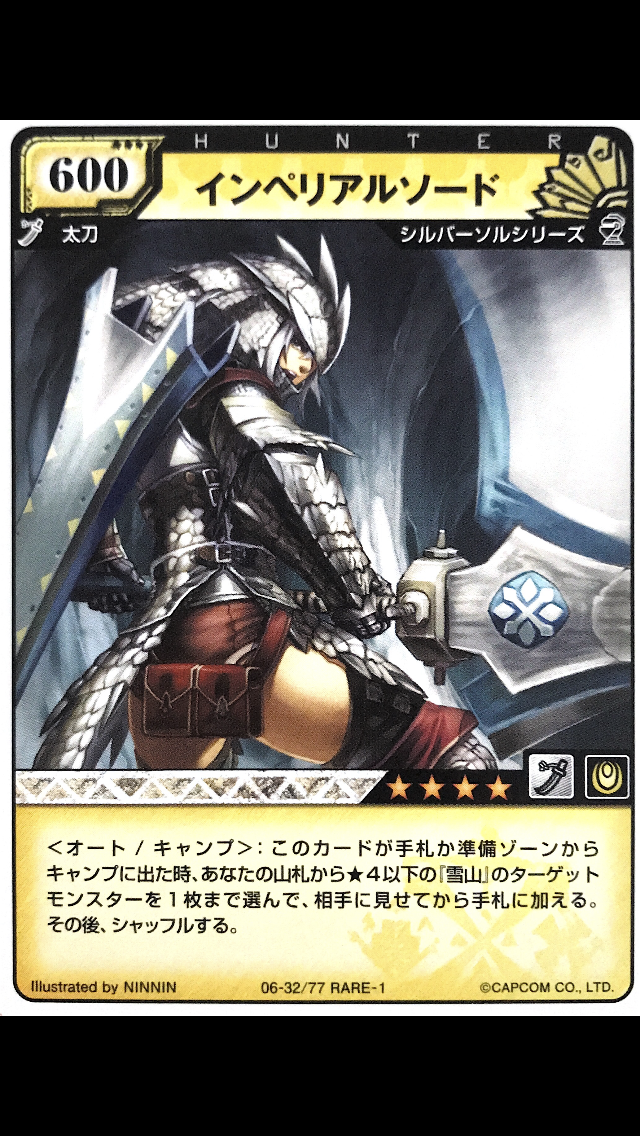 HUNTER
600
インペリアルソード
太刀
シルバーソルシリーズ
＜オート / キャンプ＞：このカードが手札か準備ゾーンから
キャンプに出た時、あなたの山札から★４以下の『雪山』のターゲット
モンスターを１枚まで選んで、相手に見せてから手札に加える。
その後、シャッフルする。
Illustrated by NINNIN
06-32/77 RARE-1
©CAPCOM CO., LTD.